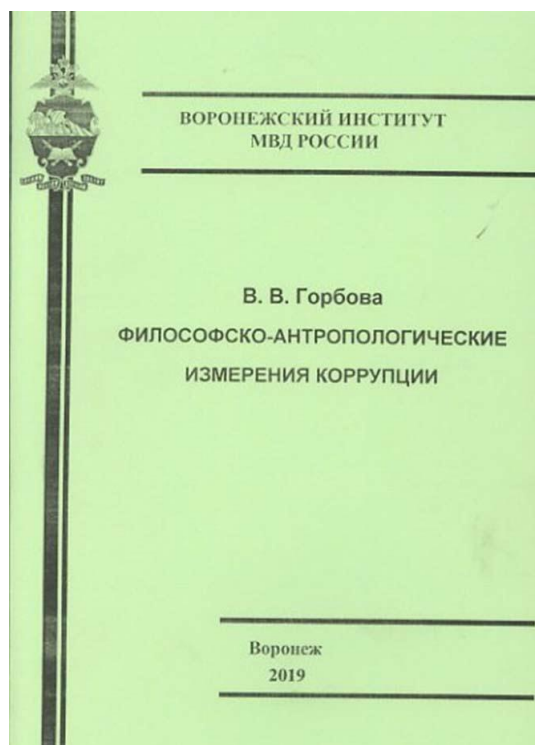 ВОРОНЕЖСКИЙ ИНСТИТУТ
МВД РОССИИ
В. В. Горбова
ФИЛОСОФСКО-АНТРОПОЛОГИЧЕСКИЕ
ИЗМЕРЕНИЯ КОРРУПЦИИ
Воронеж
2019